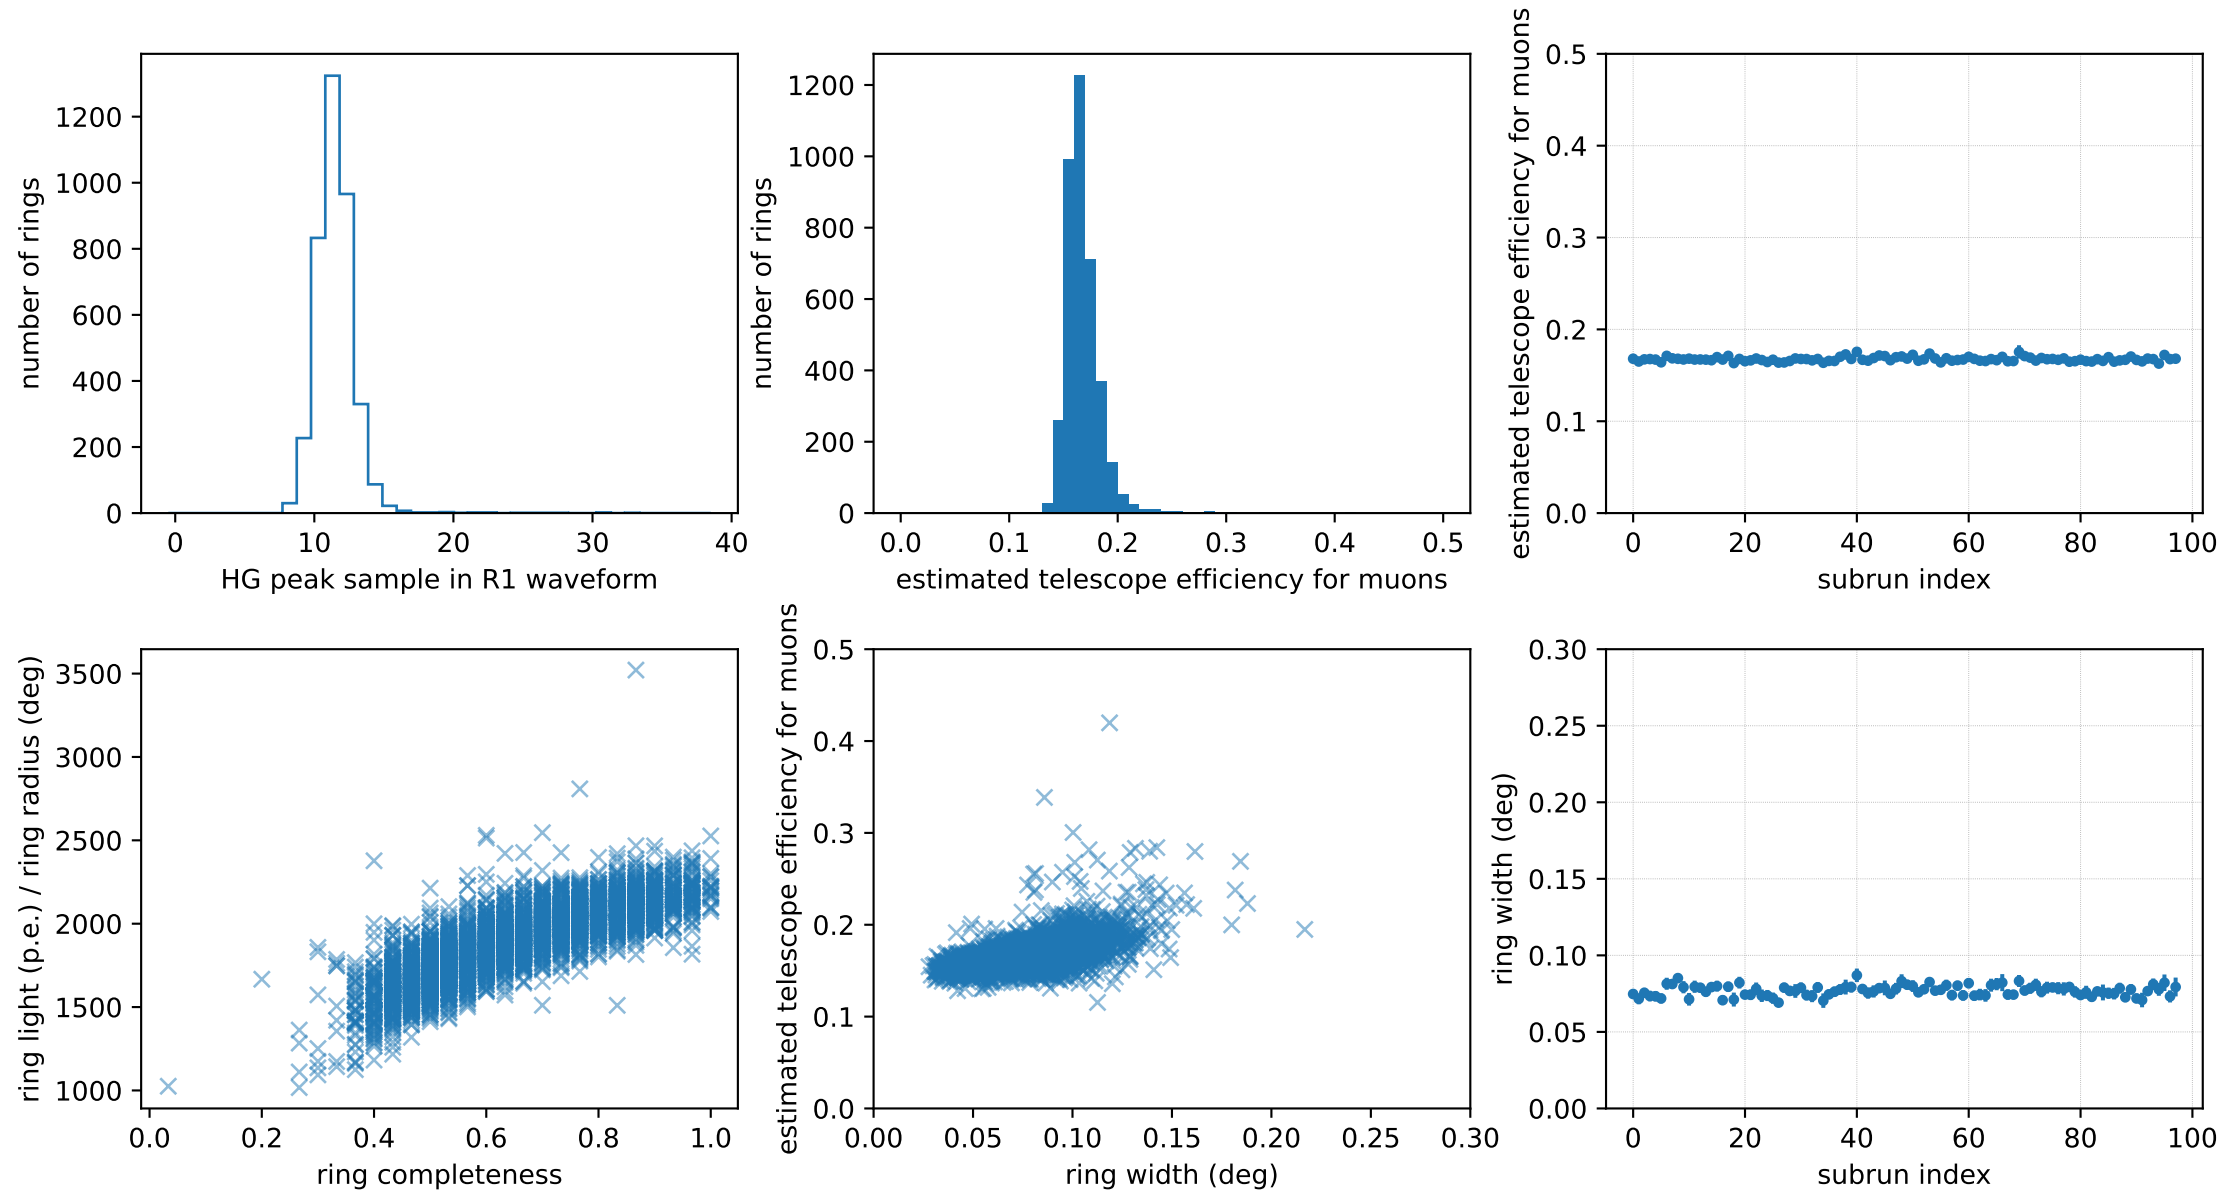 number of rings
1200
1000
800
600
400
200
0
0 10 20 30 40
HG peak sample in R1 waveform
number of rings
1200
1000
800
600
400
200
0
0.0 0.1 0.2 0.3 0.4 0.5
estimated telescope efficiency for muons
estimated telescope efficiency for muons
0.5
0.4
0.3
0.2
0.1
0.0
0 20 40 60 80 100
subrun index
ring light (p.e.) / ring radius (deg)
3500
3000
2500
2000
1500
1000
0.0 0.2 0.4 0.6 0.8 1.0
ring completeness
estimated telescope efficiency for muons
0.5
0.4
0.3
0.2
0.1
0.0
0.00 0.05 0.10 0.15 0.20 0.25 0.30
ring width (deg)
ring width (deg)
0.30
0.25
0.20
0.15
0.10
0.05
0.00
0 20 40 60 80 100
subrun index